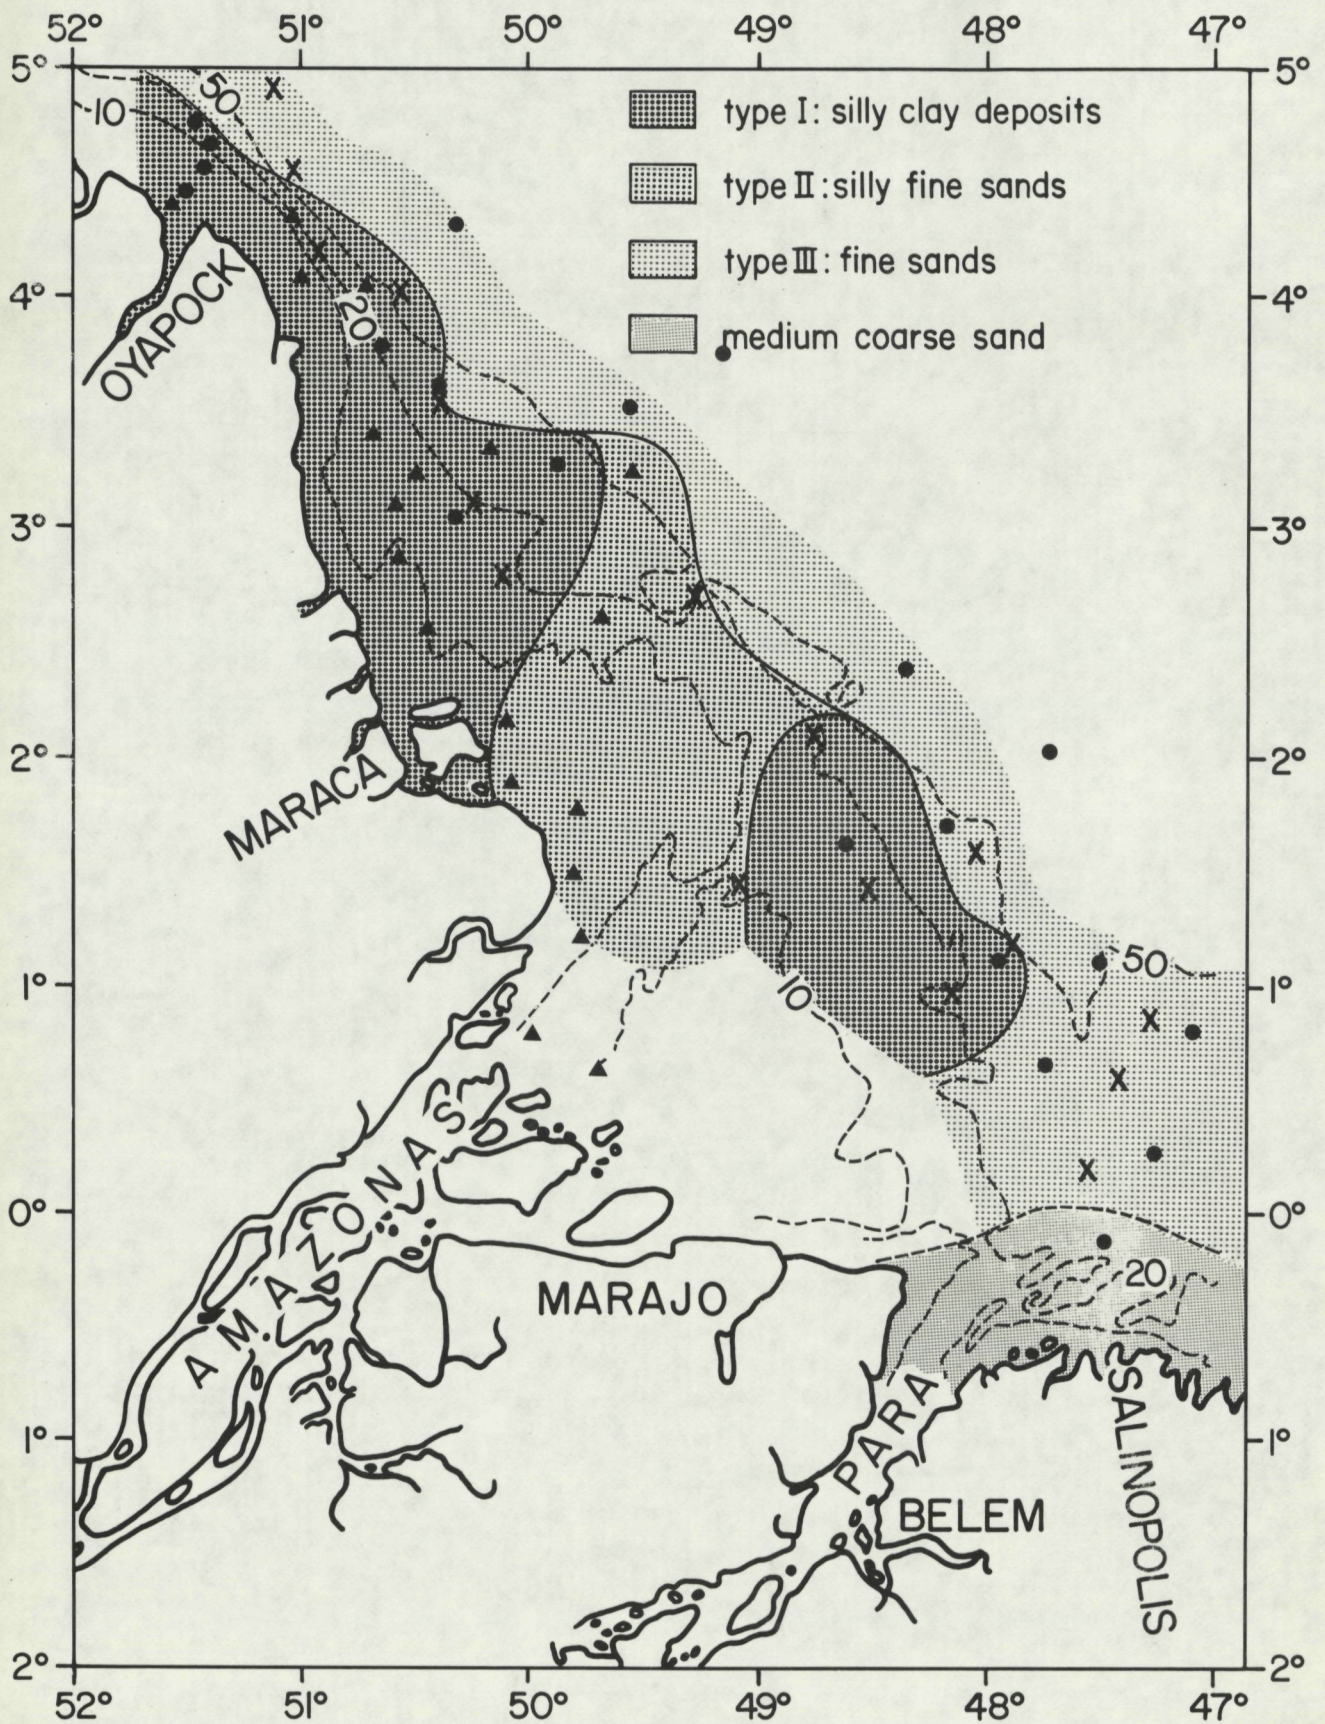 52° 51° 50° 49° 48° 47°
5° 5°
50
10
type I: silly clay deposits
type II: silly fine sands
type III: fine sands
medium coarse sand
OYAPOCK
4° 4°
20
3° 3°
2° 2°
MARACA
50
1° 1°
10
AMAZONAS
0° 0°
20
MARAJO
SALINOPOLIS
PARA
1° 1°
BELEM
2° 2°
52° 51° 50° 49° 48° 47°